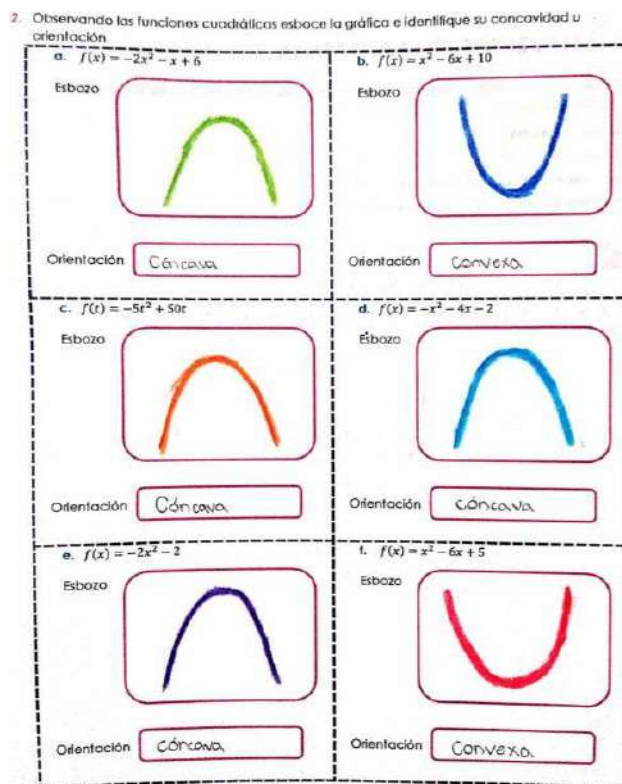 2. Observando las funciones cuadráticas esboce la gráfica e identifique su concavidad u
orientación
a. f(x) = −2x² − x + 6
Esbozo
Orientación Cóncava
b. f(x) = x² − 6x + 10
Esbozo
Orientación Convexa
c. f(t) = −5t² + 50t
Esbozo
Orientación Cóncava
d. f(x) = −x² − 4x − 2
Esbozo
Orientación cóncava
e. f(x) = −2x² − 2
Esbozo
Orientación cóncava
f. f(x) = x² − 6x + 5
Esbozo
Orientación Convexa